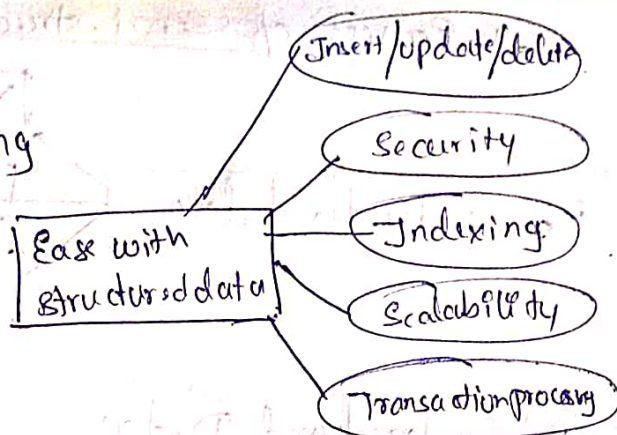 Insert/update/delete
ng
Security
Ease with
structured data
Indexing
Scalability
Transaction processing